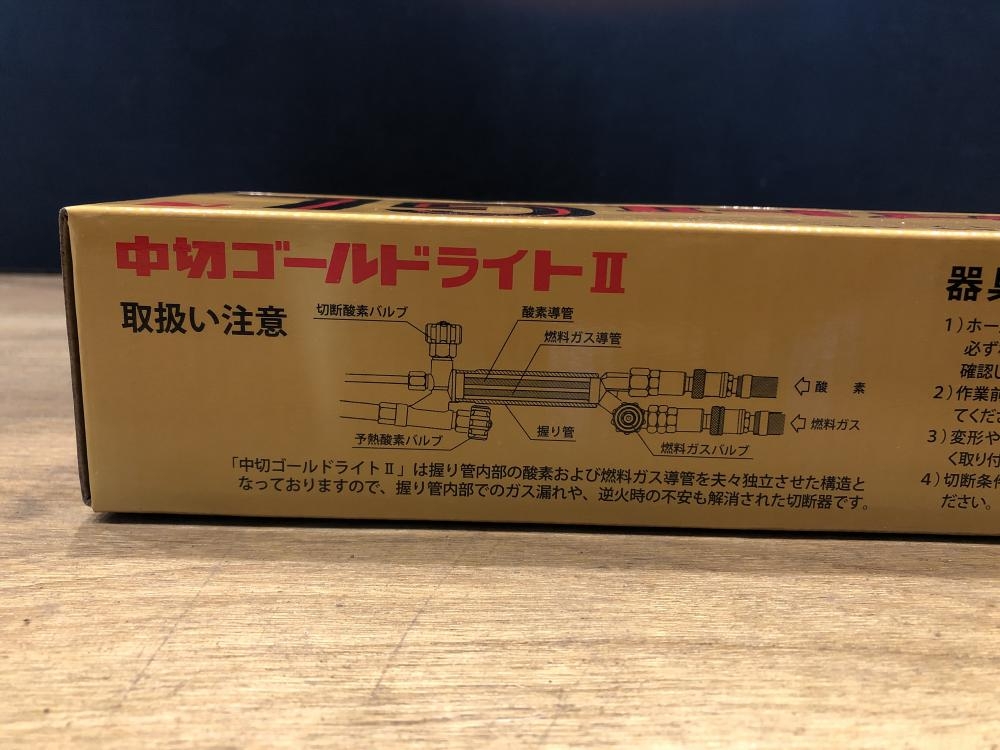 中切ゴールドライトⅡ
取扱い注意
切断酸素バルブ
酸素導管
燃料ガス導管
酸 素
燃料ガス
予熱酸素バルブ
握り管
燃料ガスバルブ
「中切ゴールドライトⅡ」は握り管内部の酸素および燃料ガス導管を夫々独立させた構造と
なっておりますので、握り管内部でのガス漏れや、逆火時の不安も解消された切断器です。
器具
1)ホー
必ず
確認し
2)作業前
てくだ
3)変形や
く取り付
4)切断条件
ださい。